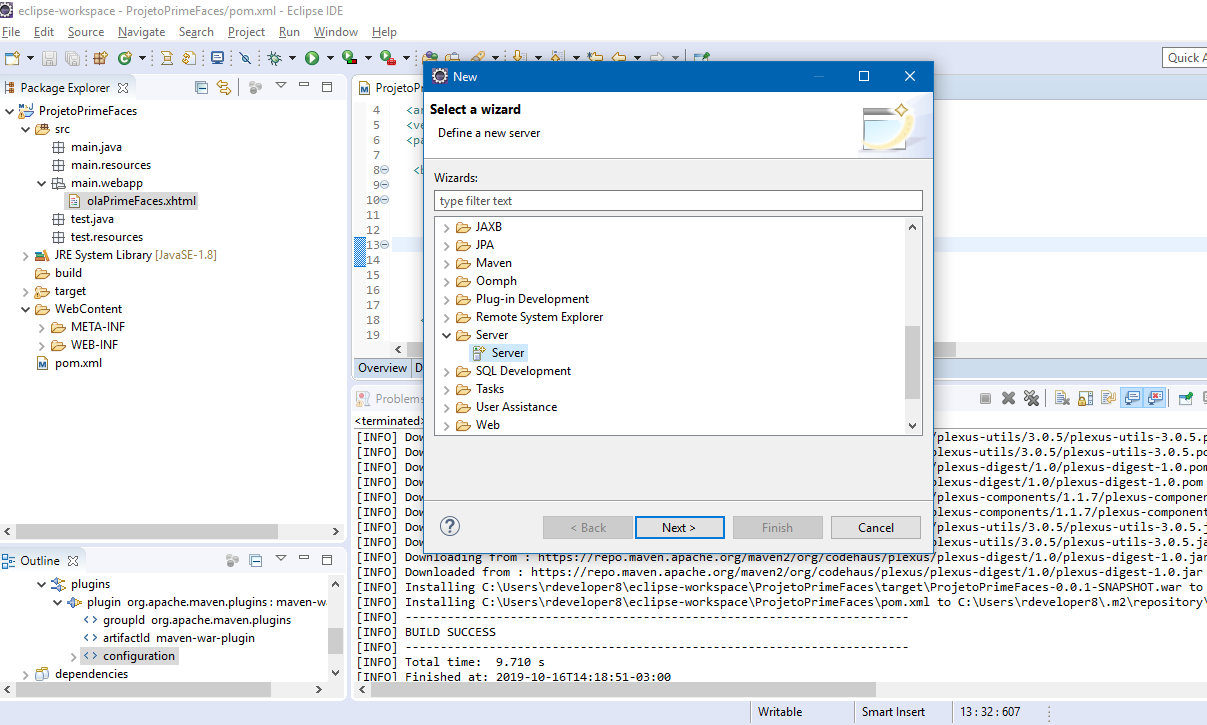 eclipse-workspace - ProjetoPrimeFaces/pom.xml - Eclipse IDE
File Edit Source Navigate Search Project Run Window Help
Quick
Package Explorer
ProjetoPrimeFaces
src
main.java
main.resources
main.webapp
olaPrimeFaces.xhtml
test.java
test.resources
JRE System Library [JavaSE-1.8]
build
target
WebContent
META-INF
WEB-INF
pom.xml
Outline
plugins
plugin org.apache.maven.plugins : maven-w
groupId org.apache.maven.plugins
artifactId maven-war-plugin
configuration
dependencies
4
5
6
7
8
9
10
11
12
13
14
15
16
17
18
19
Overview
New
Select a wizard
Define a new server
Wizards:
type filter text
JAXB
JPA
Maven
Oomph
Plug-in Development
Remote System Explorer
Server
Server
SQL Development
Tasks
User Assistance
Web
?
< Back Next > Finish Cancel
Problems
<terminated>
[INFO] Dow /plexus-utils/3.0.5/plexus-utils-3.0.5.p
[INFO] Dow /plexus-utils/3.0.5/plexus-utils-3.0.5.po
[INFO] Dow /plexus-digest/1.0/plexus-digest-1.0.pom
[INFO] Dow /plexus-digest/1.0/plexus-digest-1.0.pom
[INFO] Dow plexus-components/1.1.7/plexus-componen
[INFO] Dow plexus-components/1.1.7/plexus-component
[INFO] Dow /plexus-utils/3.0.5/plexus-utils-3.0.5.j
[INFO] Dow /plexus-utils/3.0.5/plexus-utils-3.0.5.ja
[INFO] Downloading from : https://repo.maven.apache.org/maven2/org/codehaus/plexus/plexus-digest/1.0/plexus-digest-1.0.jar
[INFO] Downloaded from : https://repo.maven.apache.org/maven2/org/codehaus/plexus/plexus-digest/1.0/plexus-digest-1.0.jar
[INFO] Installing C:\Users\rdeveloper8\eclipse-workspace\ProjetoPrimeFaces\target\ProjetoPrimeFaces-0.0.1-SNAPSHOT.war to
[INFO] Installing C:\Users\rdeveloper8\eclipse-workspace\ProjetoPrimeFaces\pom.xml to C:\Users\rdeveloper8\.m2\repository\
[INFO] ------------------------------------------------------------------------
[INFO] BUILD SUCCESS
[INFO] ------------------------------------------------------------------------
[INFO] Total time: 9.710 s
[INFO] Finished at: 2019-10-16T14:18:51-03:00
Writable Smart Insert 13 : 32 : 607